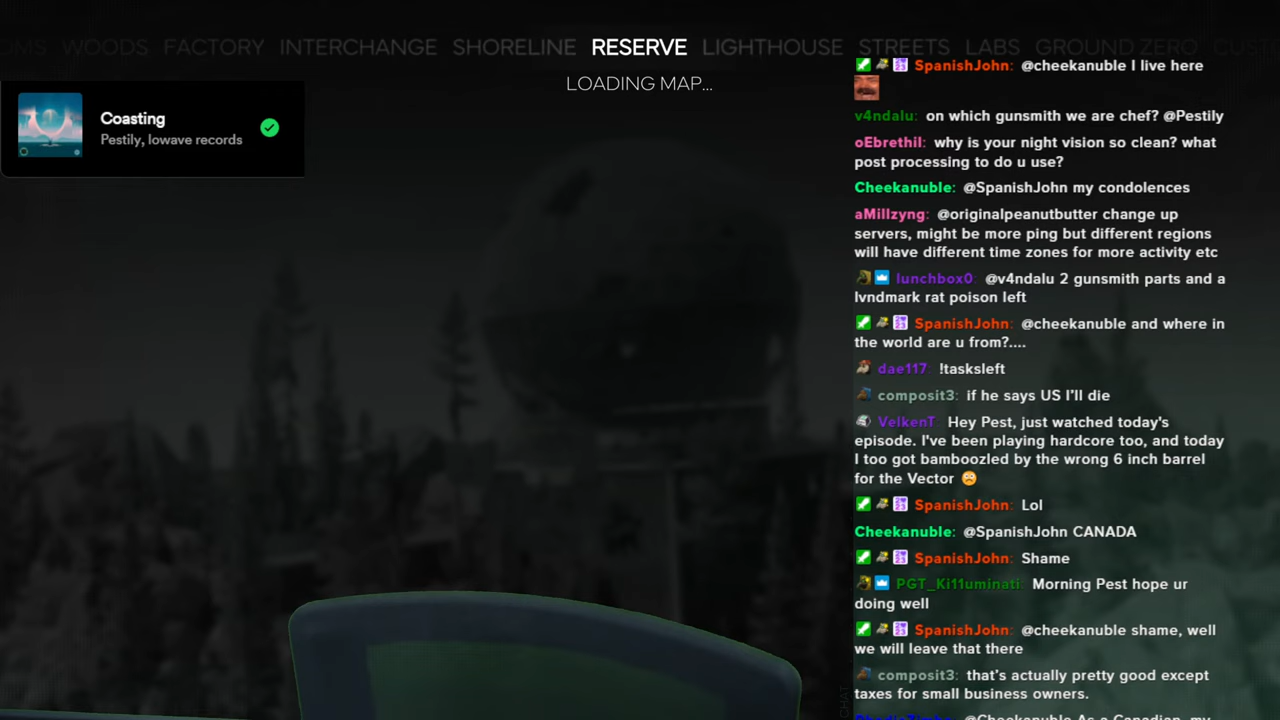 WOODS FACTORY INTERCHANGE SHORELINE RESERVE LIGHTHOUSE STREETS LABS GROUND ZERO
LOADING MAP...
Coasting
Pestily, lowave records
SpanishJohn: @cheekanuble I live here
v4ndalu: on which gunsmith we are chef? @Pestily
oEbrethil: why is your night vision so clean? what
post processing to do u use?
Cheekanuble: @SpanishJohn my condolences
aMillzyng: @originalpeanutbutter change up
servers, might be more ping but different regions
will have different time zones for more activity etc
lunchbox0: @v4ndalu 2 gunsmith parts and a
lvndmark rat poison left
SpanishJohn: @cheekanuble and where in
the world are u from?....
dae117: !tasksleft
composit3: if he says US I'll die
VelkenT: Hey Pest, just watched today's
episode. I've been playing hardcore too, and today
I too got bamboozled by the wrong 6 inch barrel
for the Vector
SpanishJohn: Lol
Cheekanuble: @SpanishJohn CANADA
SpanishJohn: Shame
PGT_Ki11uminati: Morning Pest hope ur
doing well
SpanishJohn: @cheekanuble shame, well
we will leave that there
composit3: that's actually pretty good except
taxes for small business owners.
@Cheekanuble As a Canadian, my
CHAT